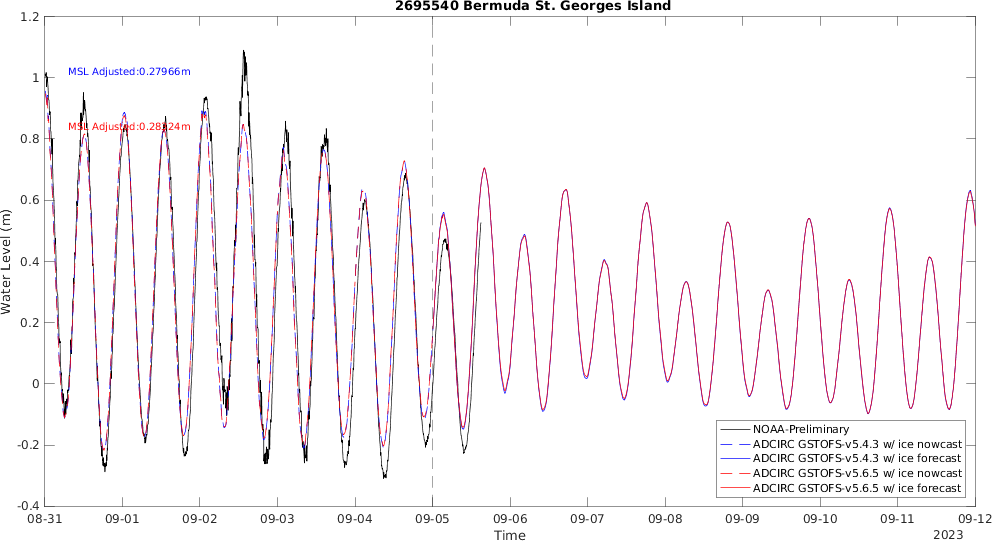 2695540 Bermuda St. Georges Island
1.2
1
0.8
0.6
0.4
0.2
0
-0.2
-0.4
Water Level (m)
MSL Adjusted:0.27966m
MSL Adjusted:0.28124m
NOAA-Preliminary
ADCIRC GSTOFS-v5.4.3 w/ ice nowcast
ADCIRC GSTOFS-v5.4.3 w/ ice forecast
ADCIRC GSTOFS-v5.6.5 w/ ice nowcast
ADCIRC GSTOFS-v5.6.5 w/ ice forecast
08-31 09-01 09-02 09-03 09-04 09-05 09-06 09-07 09-08 09-09 09-10 09-11 09-12
Time
2023